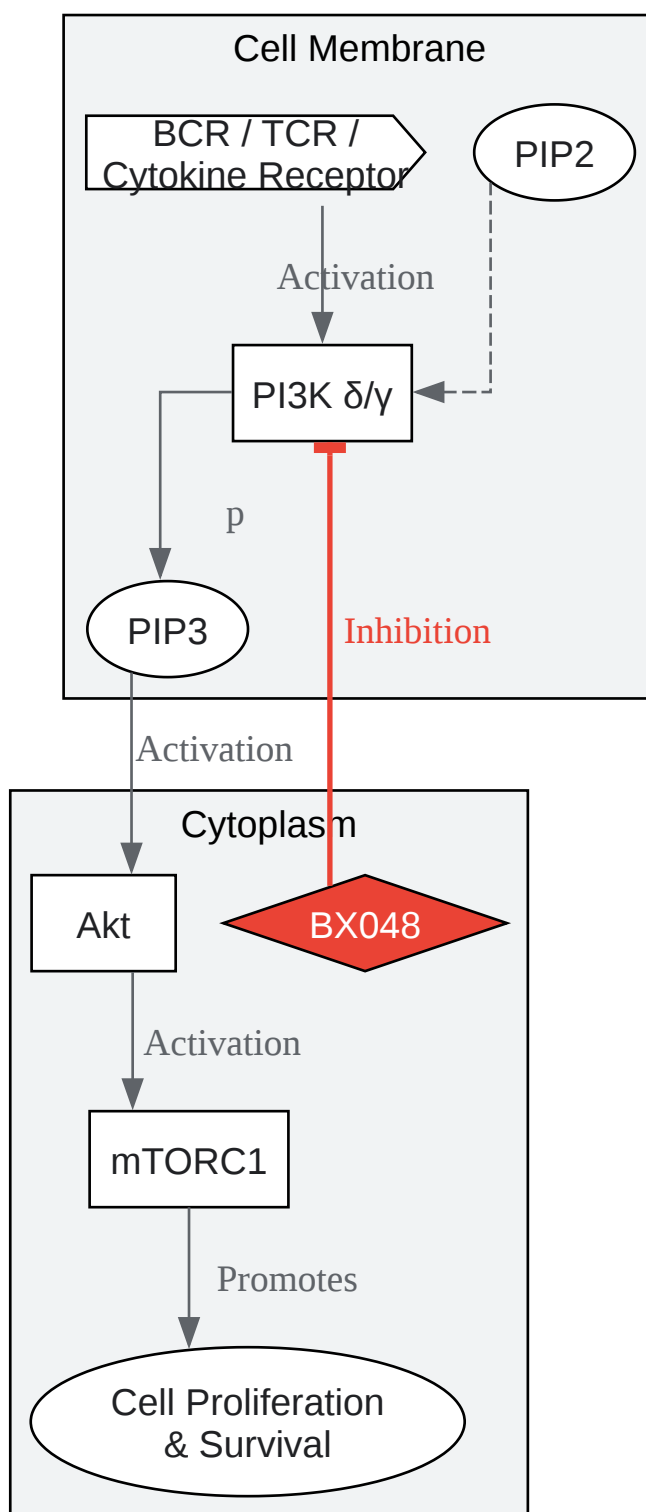 Cell Membrane
BCR / TCR /
Cytokine Receptor
PIP2
Activation
PI3K δ/γ
p
PIP3
Inhibition
Activation
Cytoplasm
Akt
BX048
Activation
mTORC1
Promotes
Cell Proliferation
& Survival